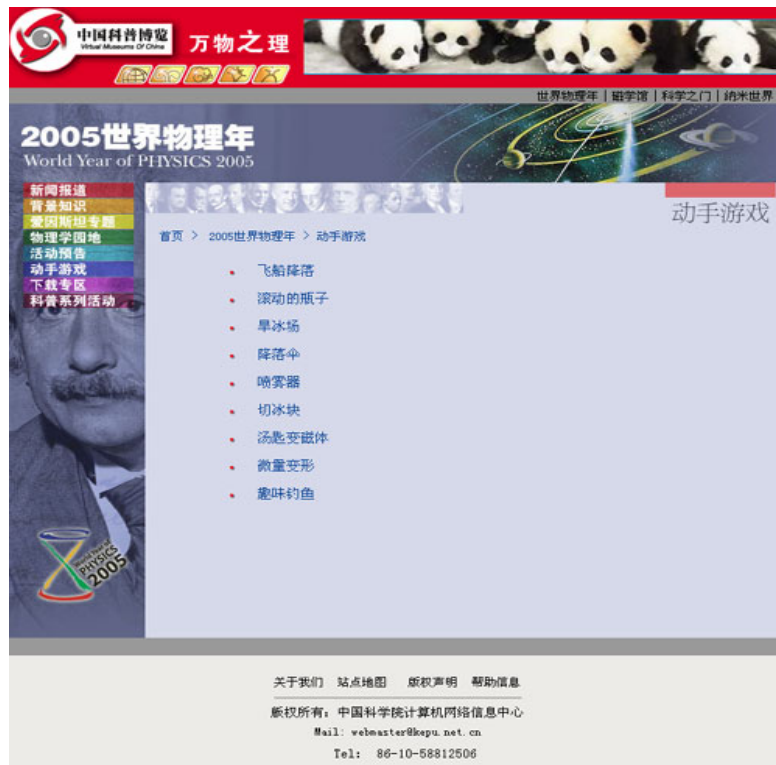 中国科普博览
Virtual Museums Of China
万物之理
世界物理年 | 磁学馆 | 科学之门 | 纳米世界
2005世界物理年
World Year of PHYSICS 2005
新闻报道
背景知识
爱因斯坦专题
物理学园地
活动预告
动手游戏
下载专区
科普系列活动
动手游戏
首页 > 2005世界物理年 > 动手游戏
飞船降落
滚动的瓶子
旱冰场
降落伞
喷雾器
切冰块
汤匙变磁体
微量变形
趣味钓鱼
World Year of
PHYSICS
2005
关于我们 站点地图 版权声明 帮助信息
版权所有：中国科学院计算机网络信息中心
Mail: webmaster@kepu.net.cn
Tel: 86-10-58812506